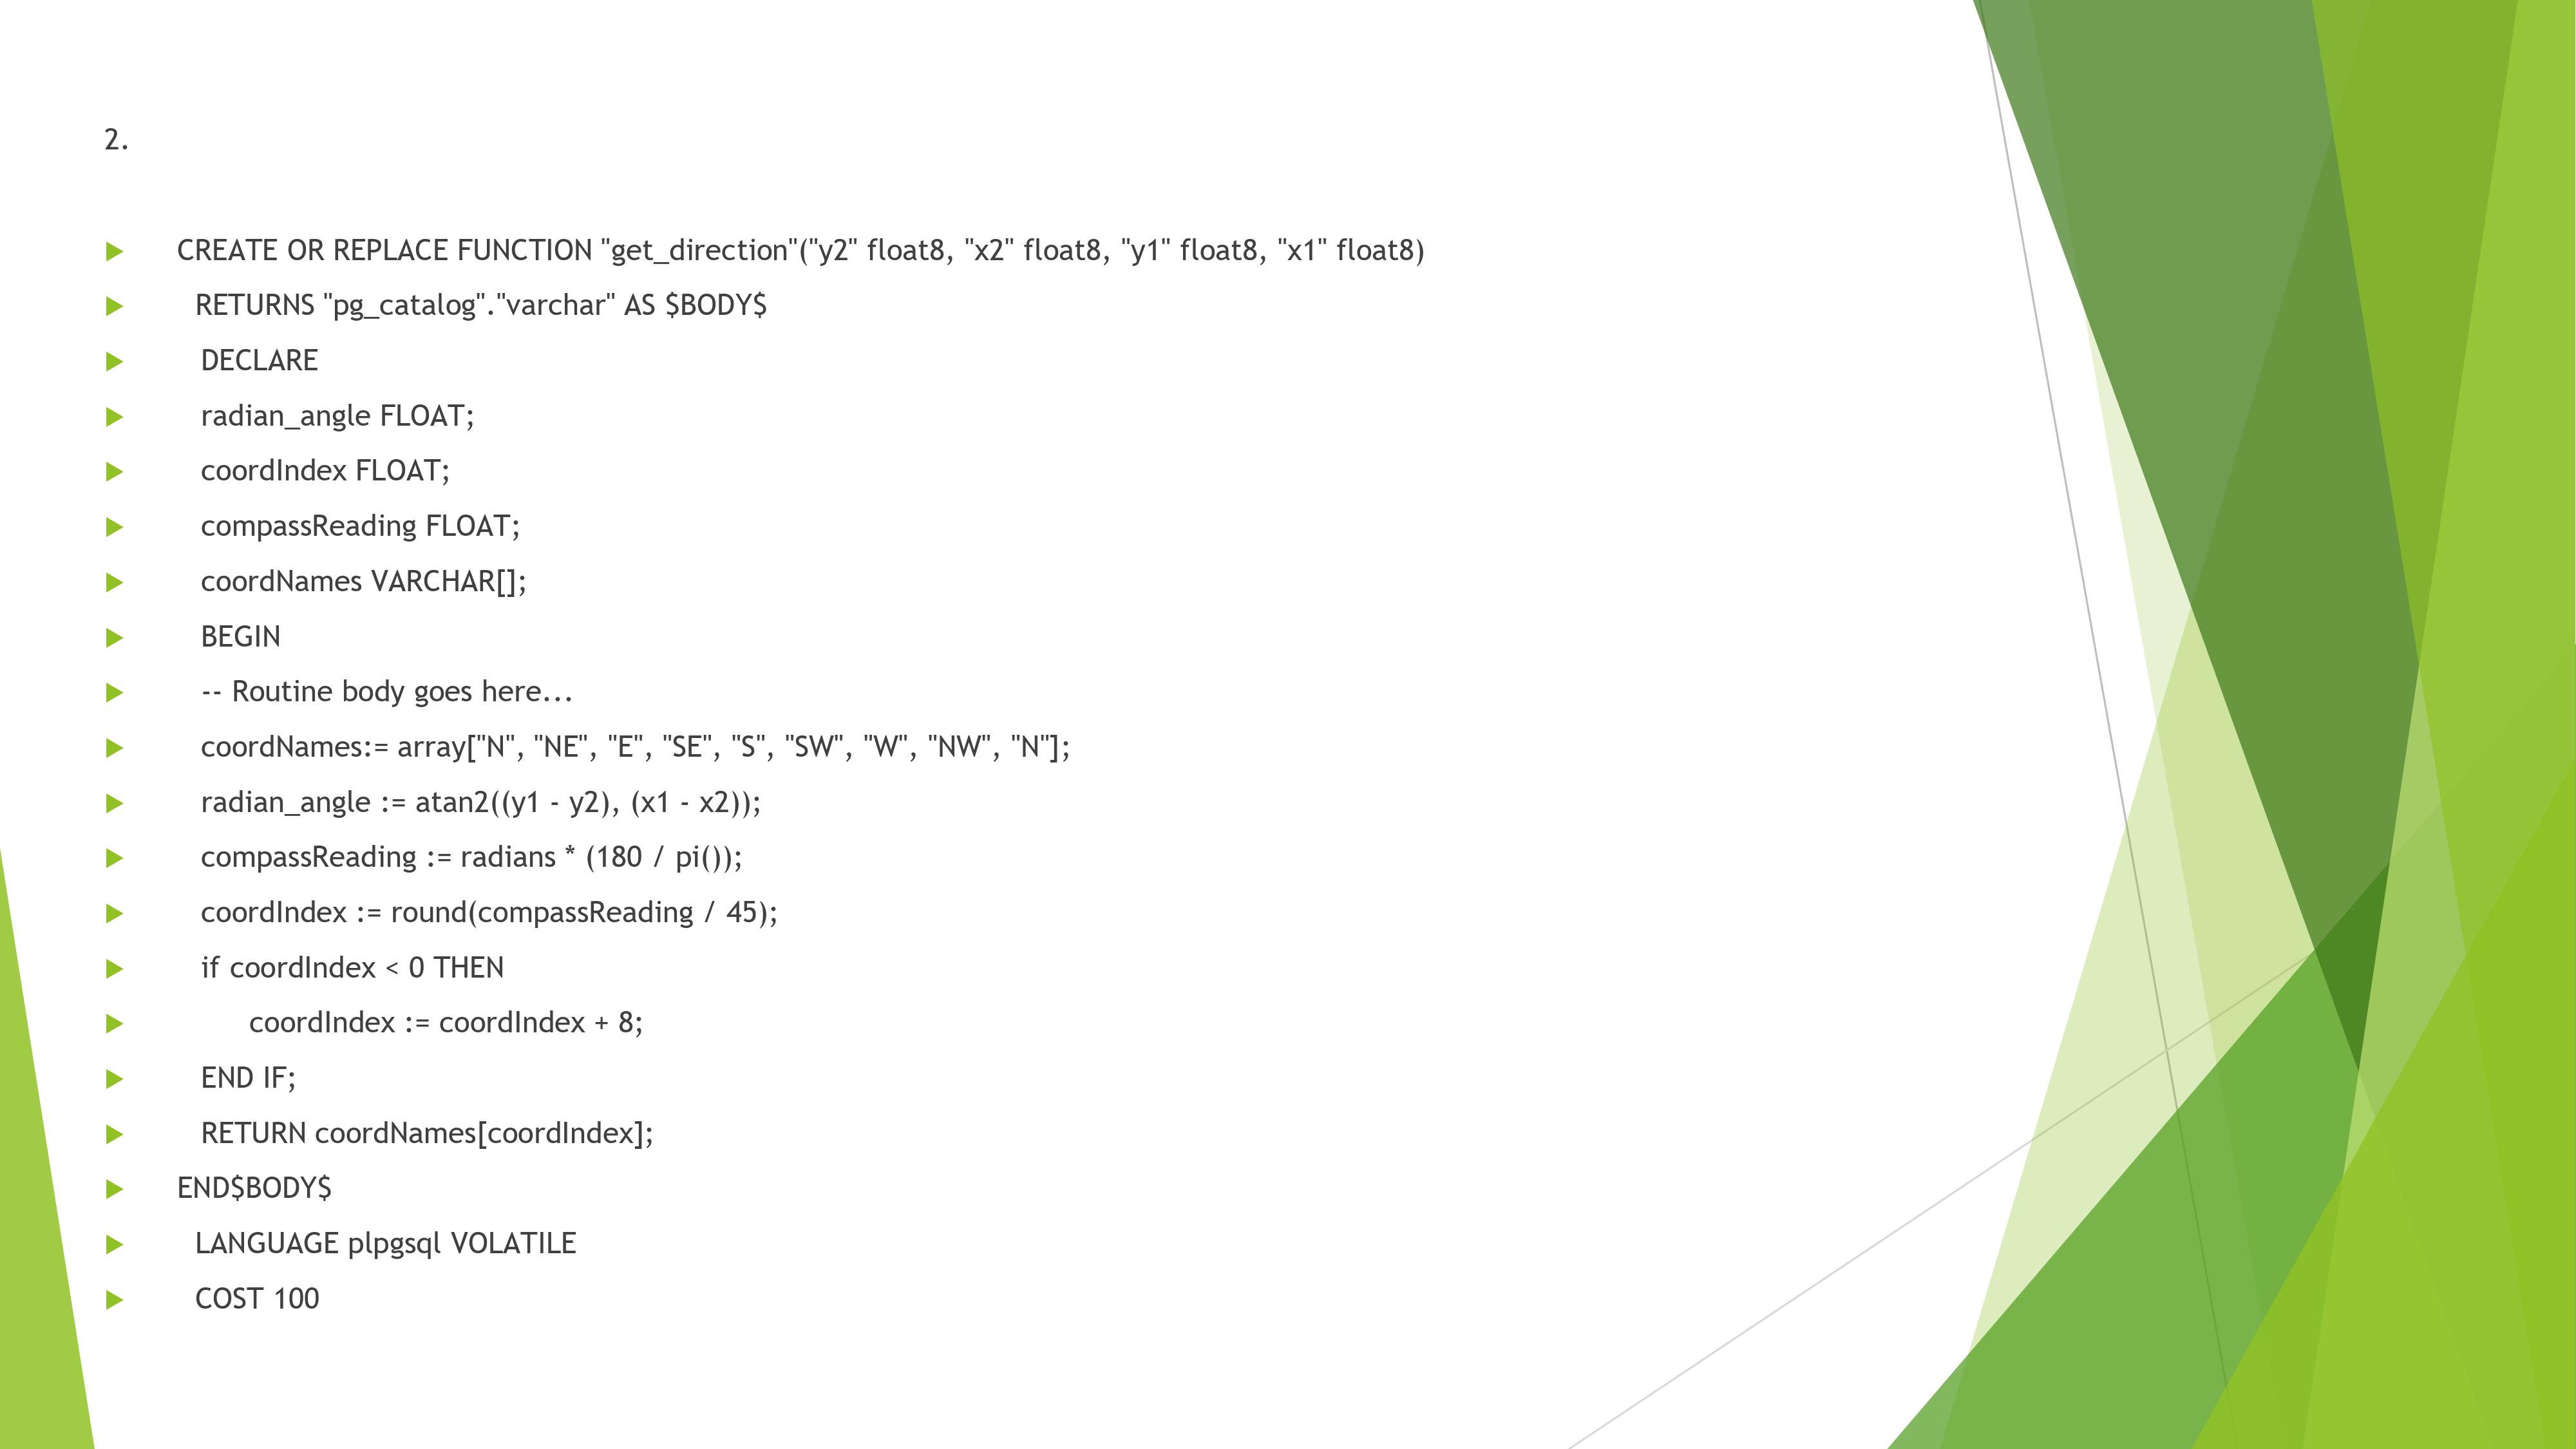 2.
CREATE OR REPLACE FUNCTION "get_direction"("y2" float8, "x2" float8, "y1" float8, "x1" float8)
RETURNS "pg_catalog"."varchar" AS $BODY$
DECLARE
radian_angle FLOAT;
coordIndex FLOAT;
compassReading FLOAT;
coordNames VARCHAR[];
BEGIN
-- Routine body goes here...
coordNames:= array["N", "NE", "E", "SE", "S", "SW", "W", "NW", "N"];
radian_angle := atan2((y1 - y2), (x1 - x2));
compassReading := radians * (180 / pi());
coordIndex := round(compassReading / 45);
if coordIndex < 0 THEN
coordIndex := coordIndex + 8;
END IF;
RETURN coordNames[coordIndex];
END$BODY$
LANGUAGE plpgsql VOLATILE
COST 100